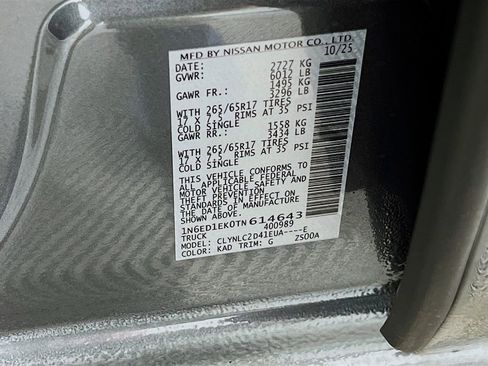 MFD BY NISSAN MOTOR CO., LTD.
DATE: 10/25
GVWR: 2727 KG
6012 LB
GAWR FR.: 1495 KG
3296 LB
WITH 265/65R17 TIRES
17 X 7.5 RIMS AT 35 PSI
COLD SINGLE
GAWR RR.: 1558 KG
3434 LB
WITH 265/65R17 TIRES
17 X 7.5 RIMS AT 35 PSI
COLD SINGLE
THIS VEHICLE CONFORMS TO
ALL APPLICABLE FEDERAL
MOTOR VEHICLE SAFETY AND
THEFT PREVENTION
STANDARDS IN EFFECT ON
THE DATE OF MANUFACTURE
SHOWN ABOVE.
1N6ED1EK0TN614643
TRUCK 400989
MODEL: CLYNLC2D41EUA----E
COLOR: KAD TRIM: G ZS00A